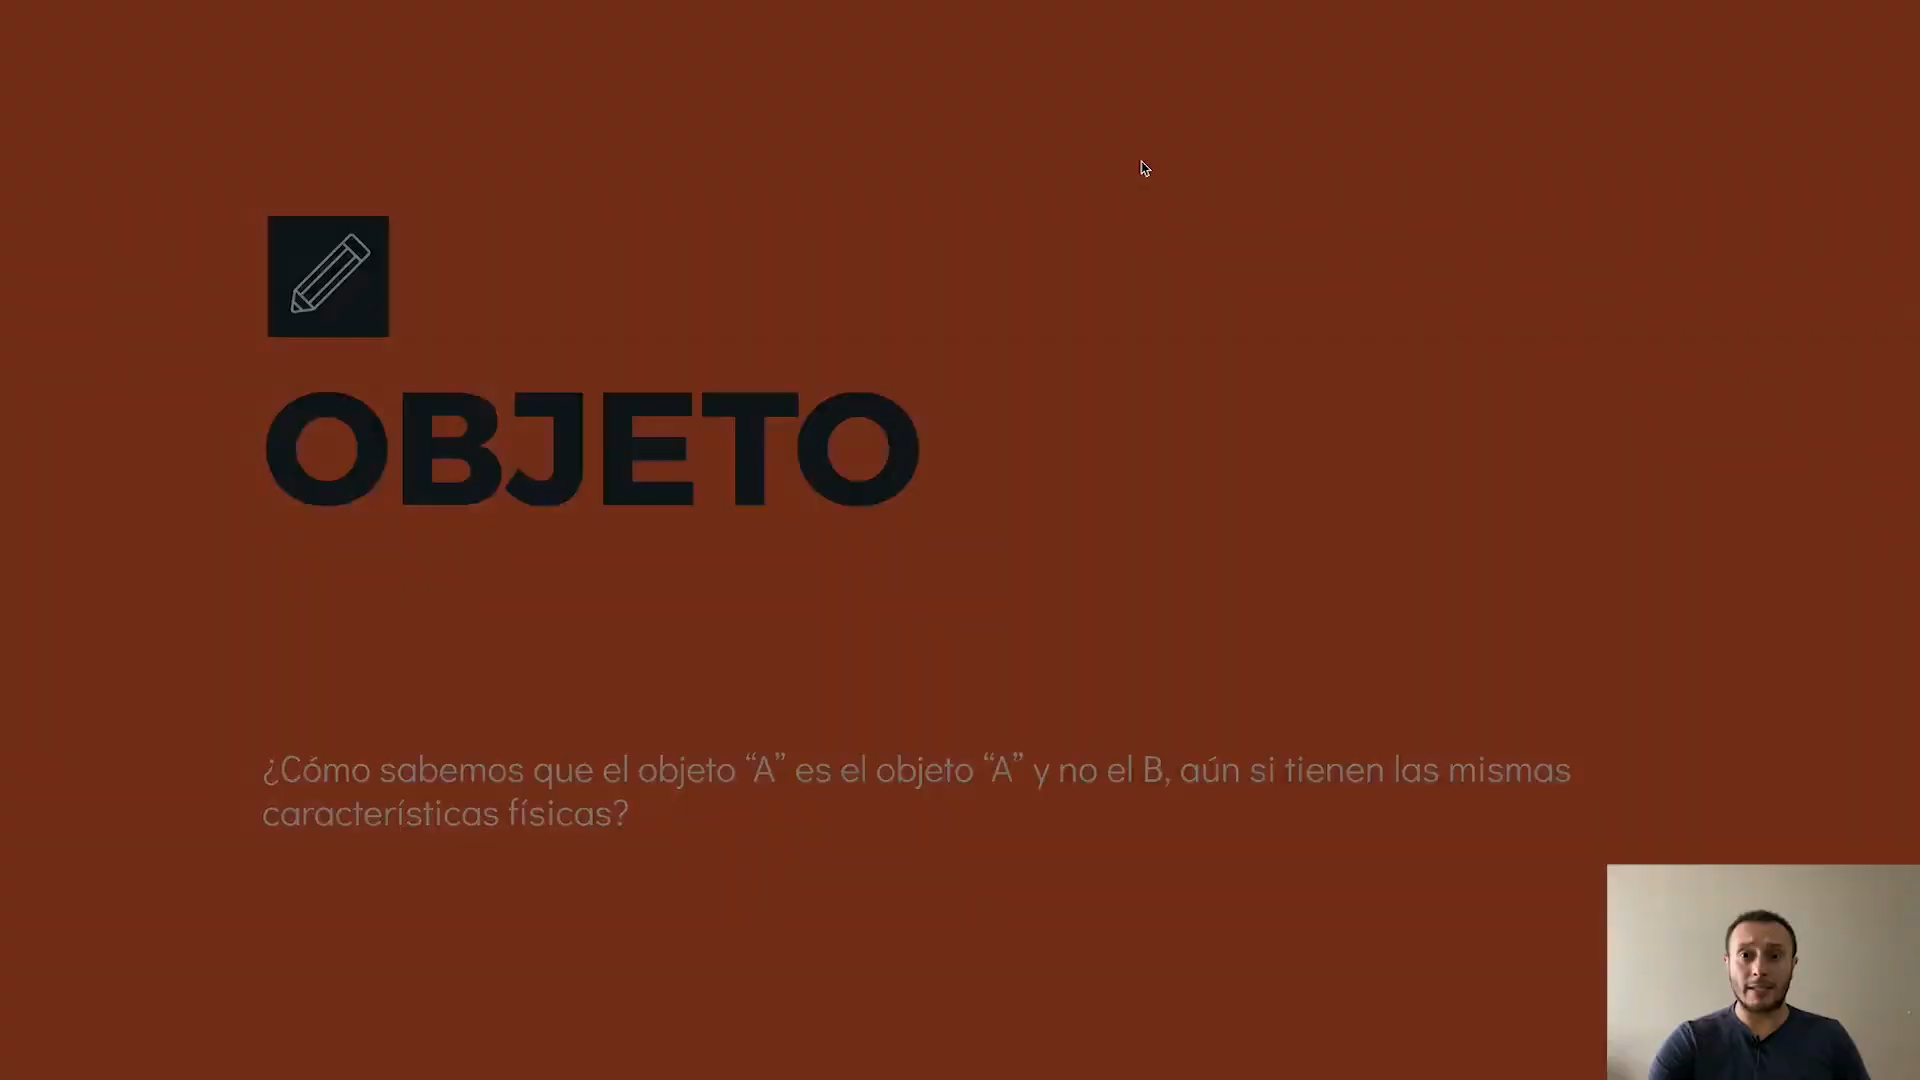 OBJETO
¿Cómo sabemos que el objeto “A” es el objeto “A” y no el B, aún si tienen las mismas
características físicas?